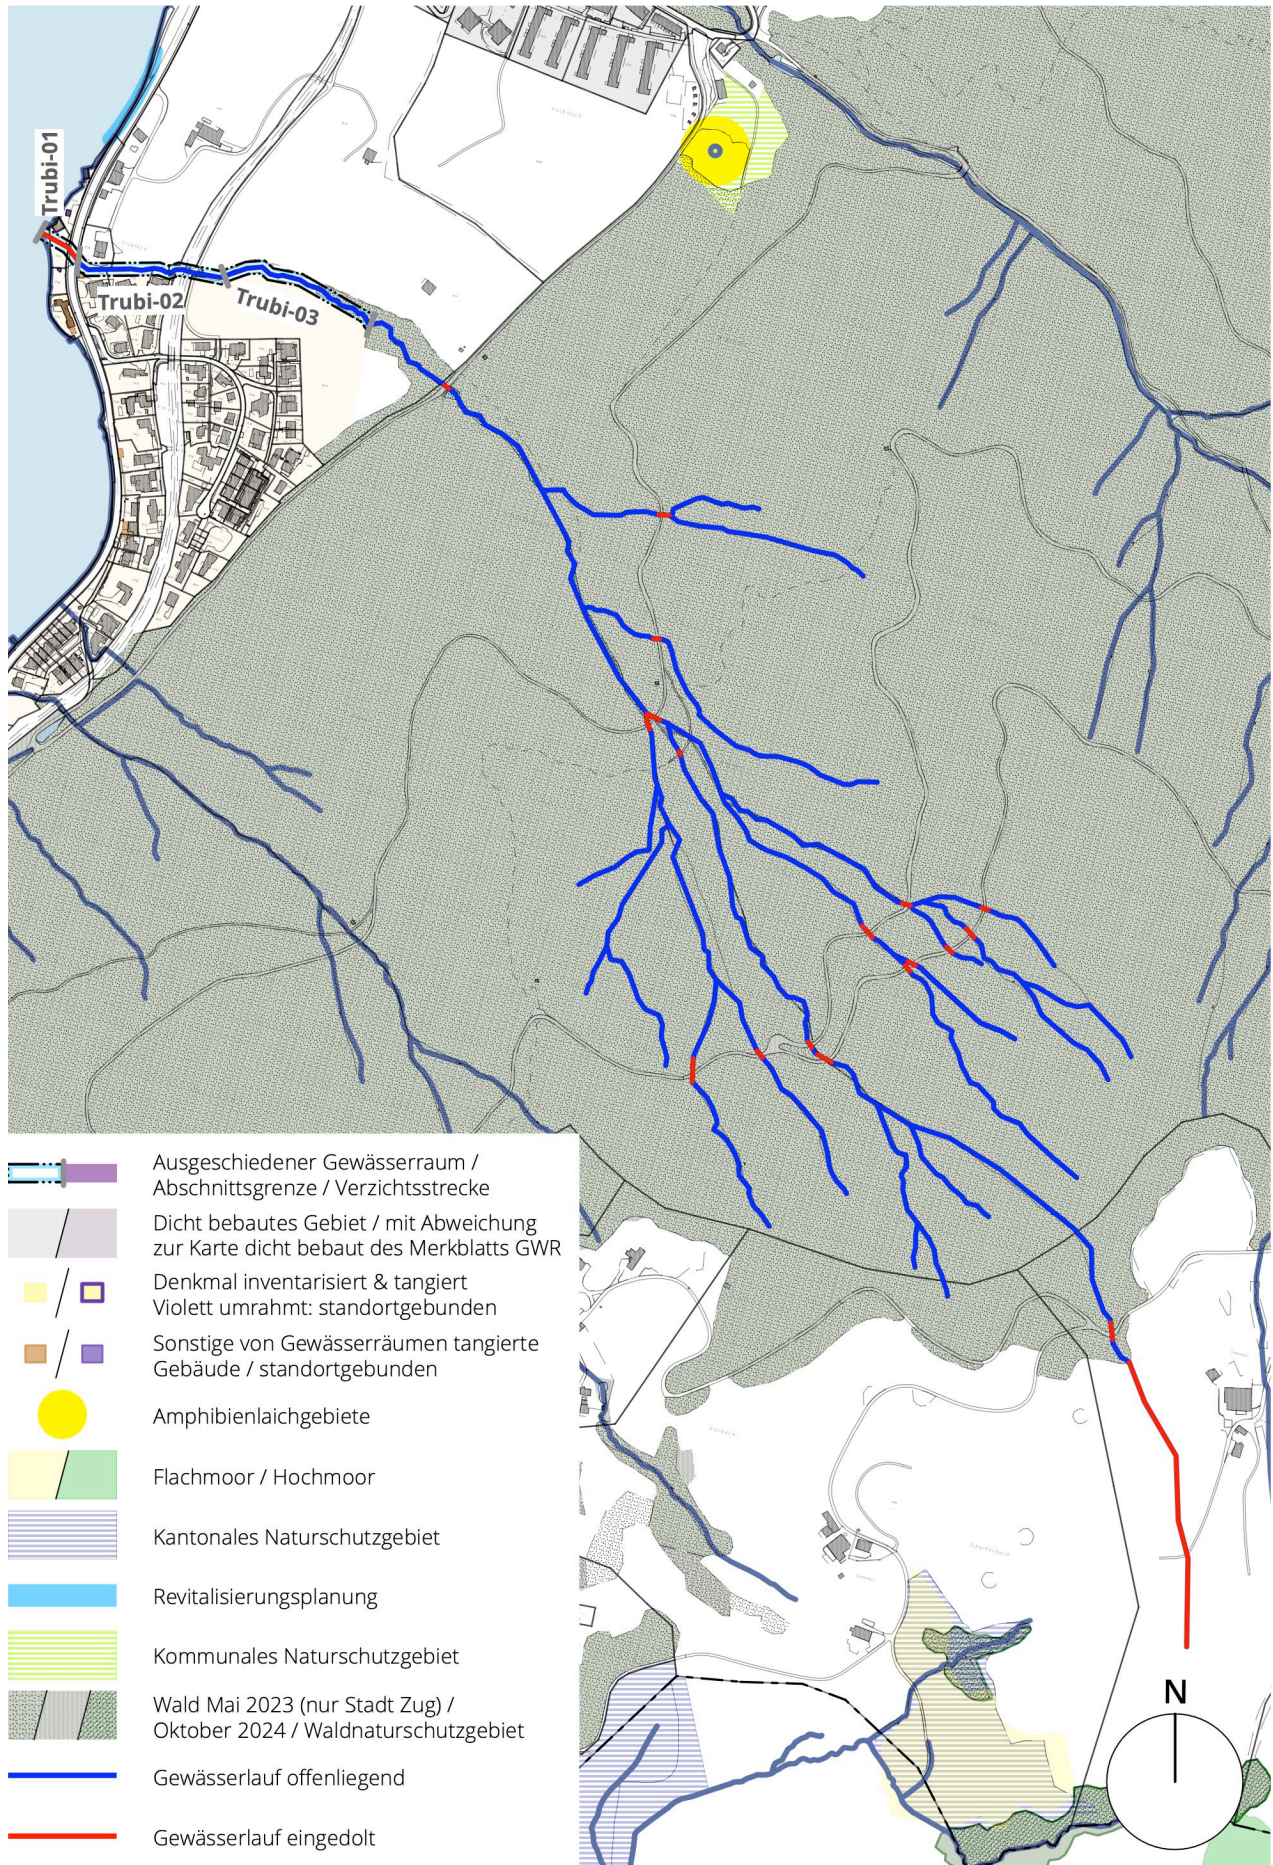 Trubi-01
Trubi-02
Trubi-03
Ausgeschiedener Gewässerraum /
Abschnittsgrenze / Verzichtsstrecke
Dicht bebautes Gebiet / mit Abweichung
zur Karte dicht bebaut des Merkblatts GWR
Denkmal inventarisiert & tangiert
Violett umrahmt: standortgebunden
Sonstige von Gewässerräumen tangierte
Gebäude / standortgebunden
Amphibienlaichgebiete
Flachmoor / Hochmoor
Kantonales Naturschutzgebiet
Revitalisierungsplanung
Kommunales Naturschutzgebiet
Wald Mai 2023 (nur Stadt Zug) /
Oktober 2024 / Waldnaturschutzgebiet
Gewässerlauf offenliegend
Gewässerlauf eingedolt
N